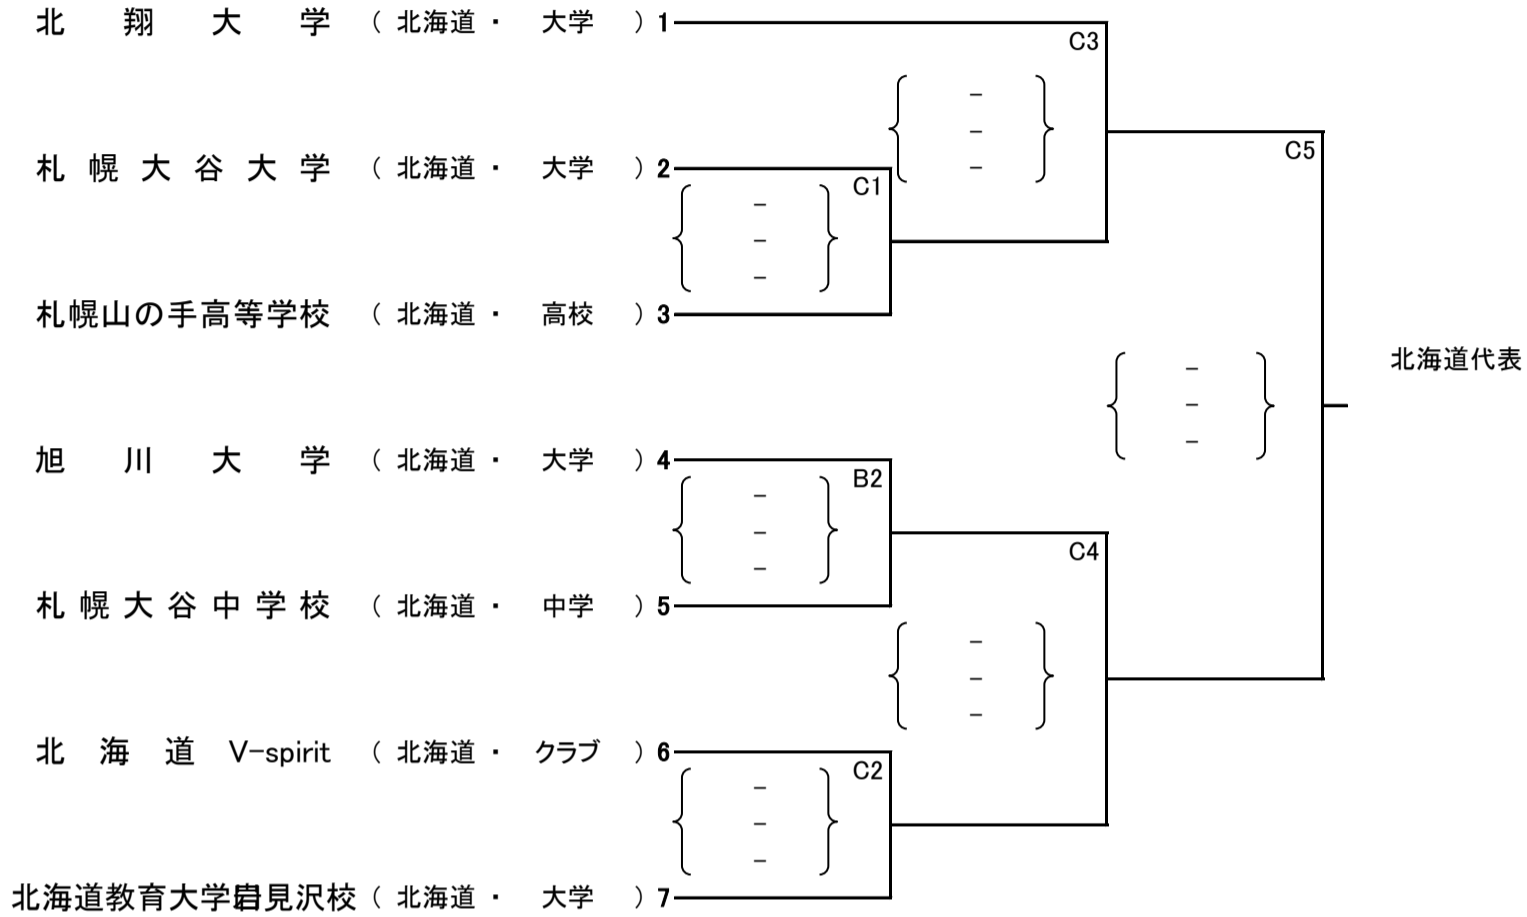 北翔大学 （ 北海道 ・ 大学 ） 1
C3
－
－
－
C5
札幌大谷大学 （ 北海道 ・ 大学 ） 2
C1
－
－
－
札幌山の手高等学校 （ 北海道 ・ 高校 ） 3
北海道代表
－
－
－
旭川大学 （ 北海道 ・ 大学 ） 4
B2
－
－
－
C4
札幌大谷中学校 （ 北海道 ・ 中学 ） 5
－
－
－
北海道 V-spirit （ 北海道 ・ クラブ ） 6
C2
－
－
－
北海道教育大学岩見沢校 （ 北海道 ・ 大学 ） 7